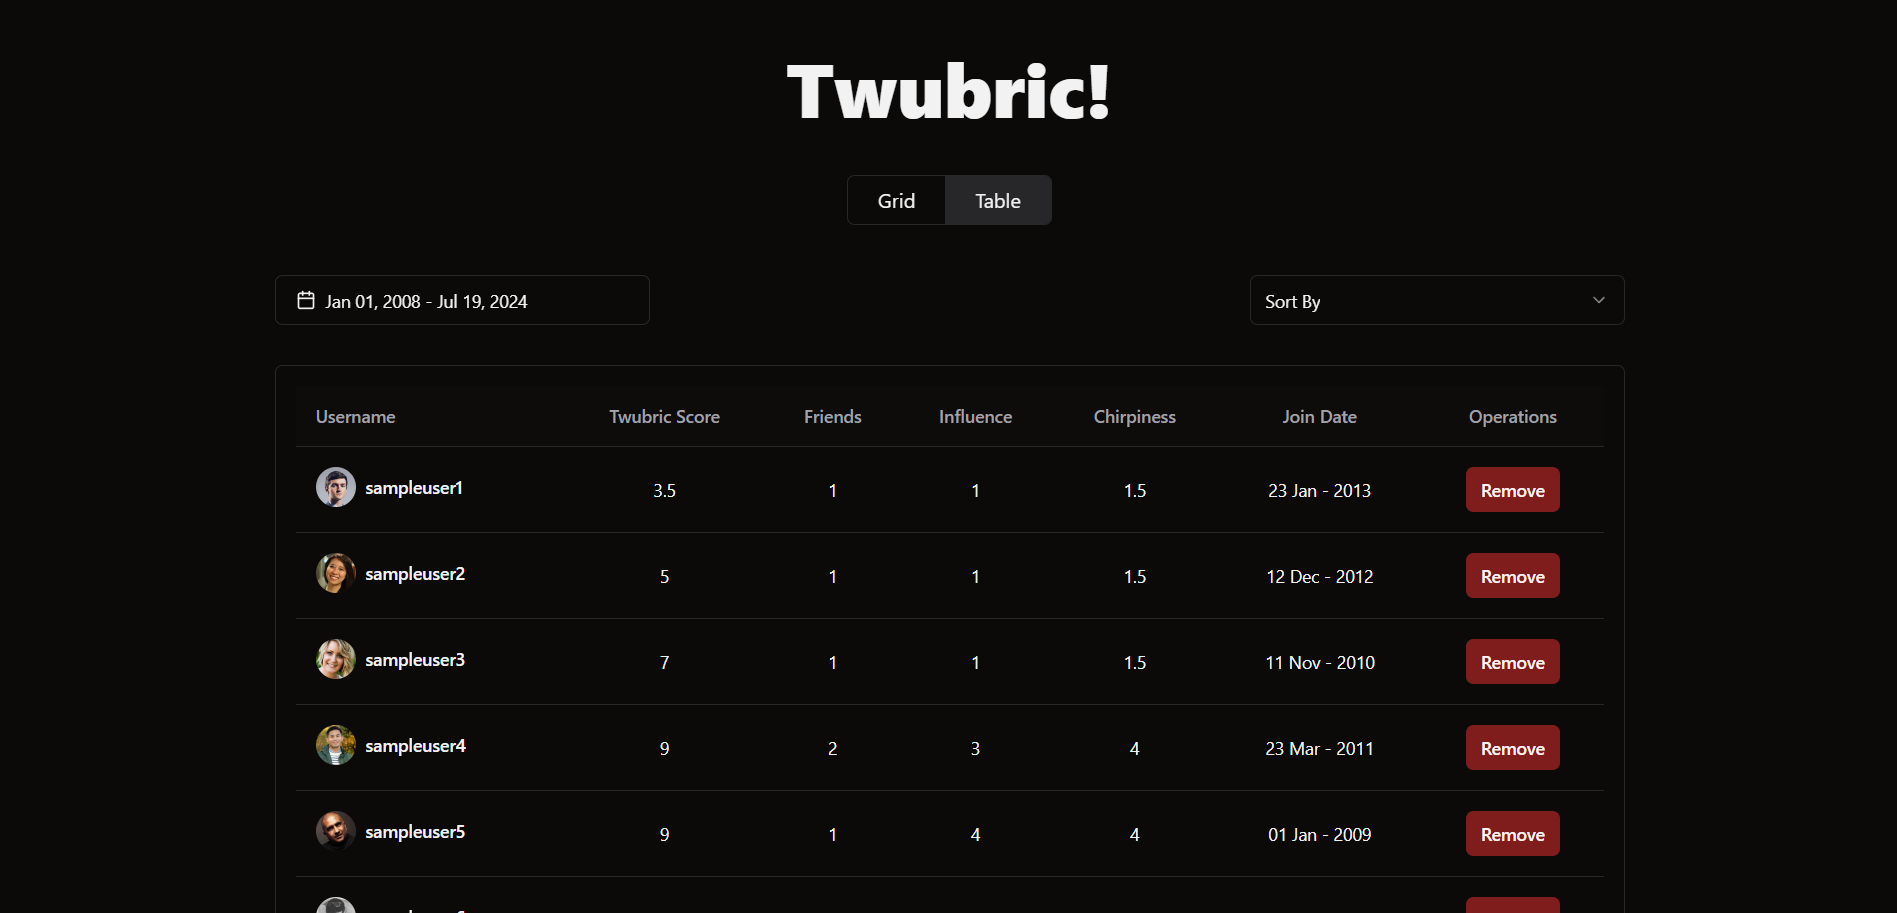 Twubric!
Grid Table
Jan 01, 2008 - Jul 19, 2024 Sort By
Username Twubric Score Friends Influence Chirpiness Join Date Operations
sampleuser1 3.5 1 1 1.5 23 Jan - 2013 Remove
sampleuser2 5 1 1 1.5 12 Dec - 2012 Remove
sampleuser3 7 1 1 1.5 11 Nov - 2010 Remove
sampleuser4 9 2 3 4 23 Mar - 2011 Remove
sampleuser5 9 1 4 4 01 Jan - 2009 Remove